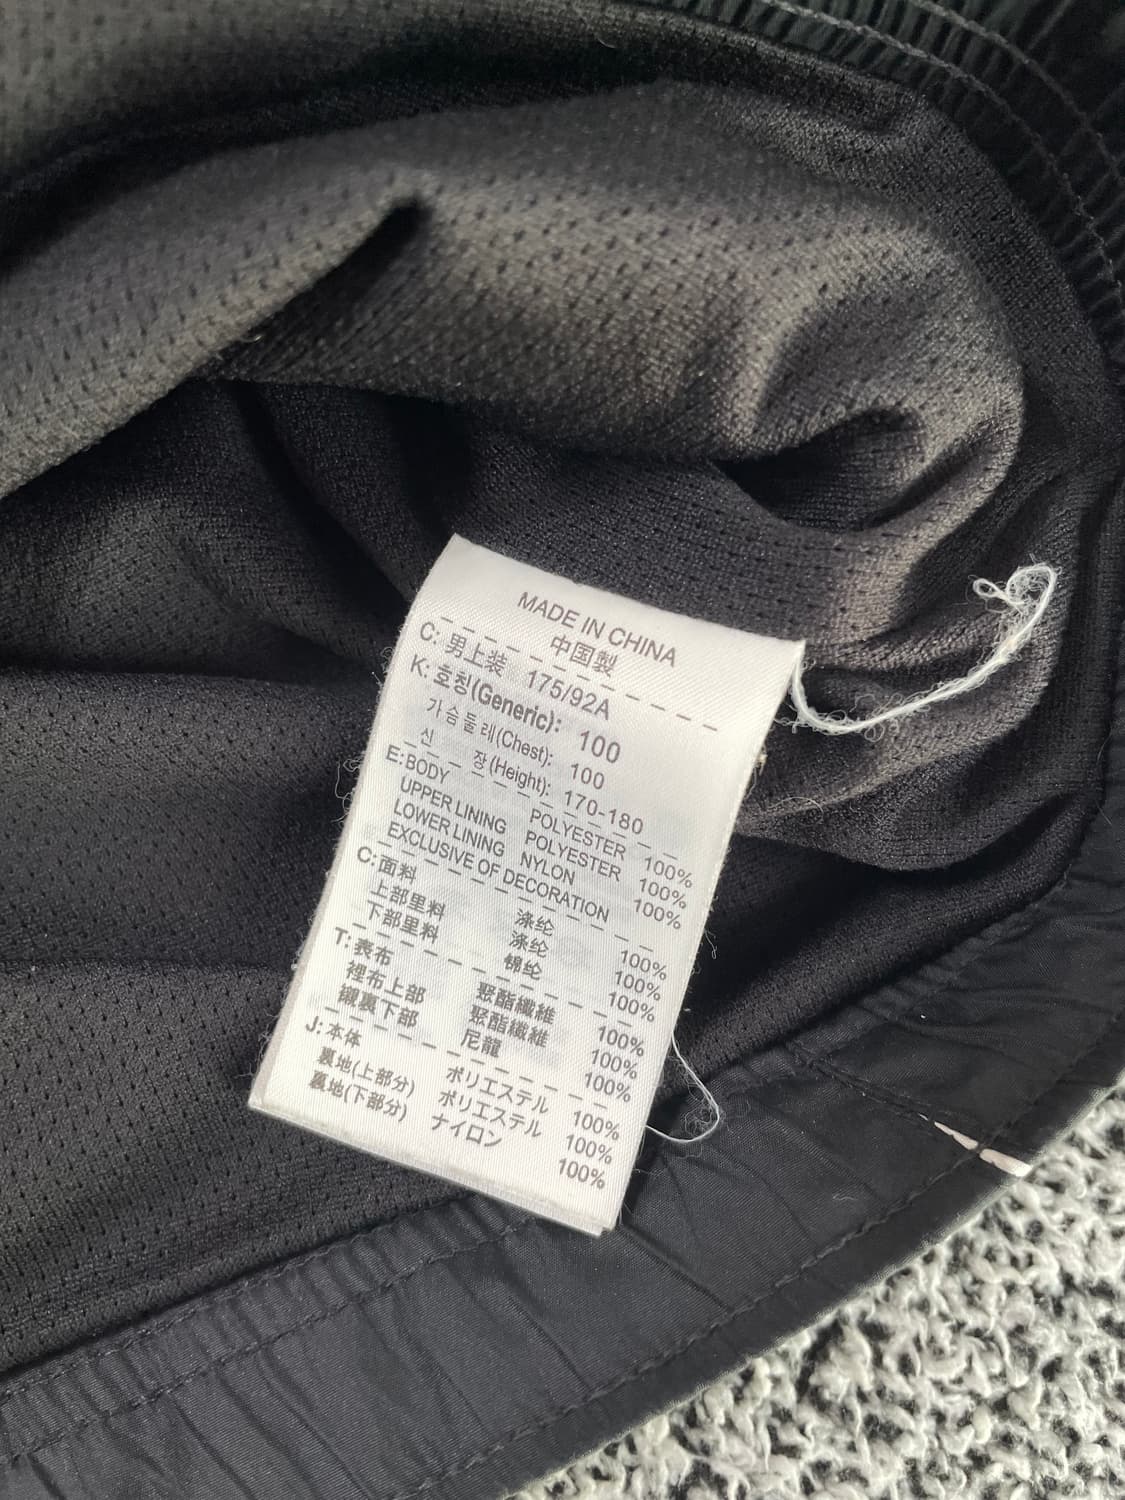 MADE IN CHINA
中国製
C: 男上装 175/92A
K: 호칭(Generic): 100
가슴둘레(Chest): 100
신 장(Height): 170-180
E: BODY POLYESTER 100%
UPPER LINING POLYESTER 100%
LOWER LINING NYLON 100%
EXCLUSIVE OF DECORATION
C: 面料 涤纶 100%
上部里料 涤纶 100%
下部里料 锦纶 100%
T: 表布 聚酯纖維 100%
裡布上部 聚酯纖維 100%
襯裏下部 尼龍 100%
J: 本体 ポリエステル 100%
裏地(上部分) ポリエステル 100%
裏地(下部分) ナイロン 100%